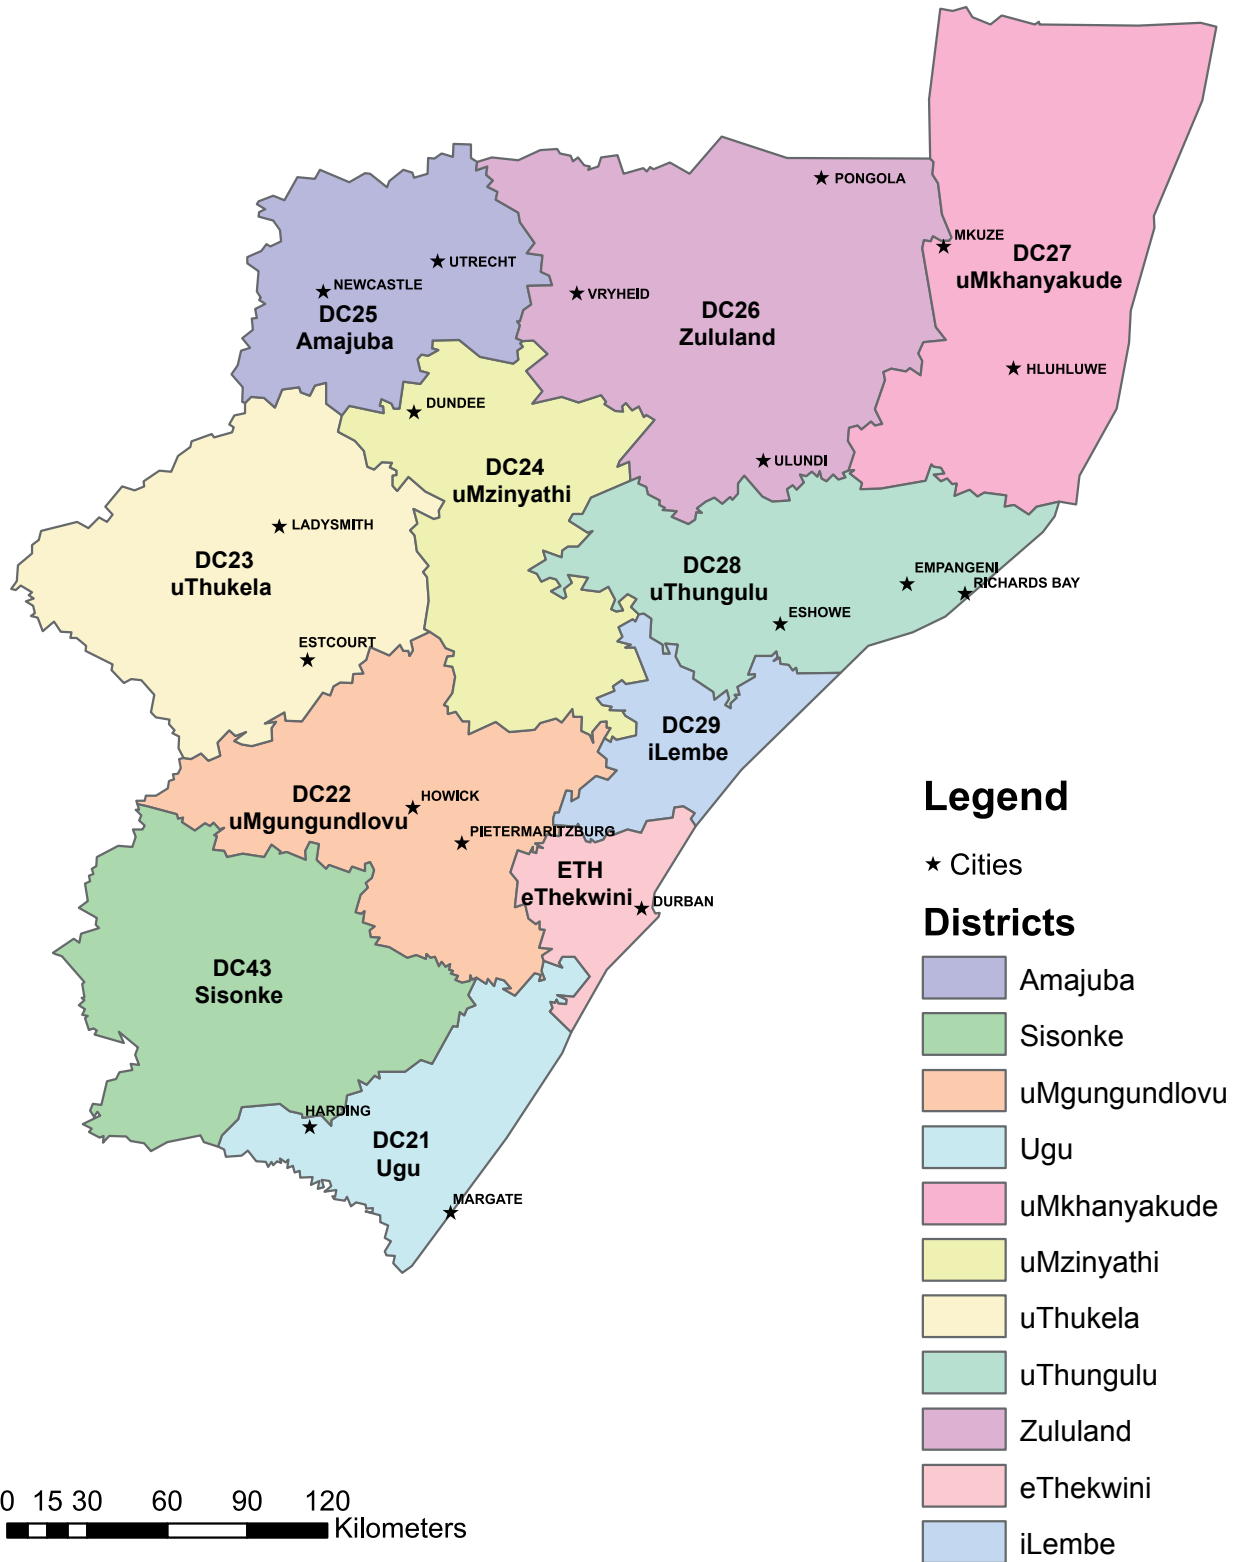 PONGOLA
MKUZE
DC27
uMkhanyakude
UTRECHT
NEWCASTLE
VRYHEID
DC25
Amajuba
DC26
Zululand
HLUHLUWE
DUNDEE
ULUNDI
DC24
uMzinyathi
LADYSMITH
DC23
uThukela
DC28
uThungulu
EMPANGENI
RICHARDS BAY
ESHOWE
ESTCOURT
DC29
iLembe
DC22
uMgungundlovu
HOWICK
PIETERMARITZBURG
ETH
eThekwini
DURBAN
DC43
Sisonke
HARDING
DC21
Ugu
MARGATE
Legend
Cities
Districts
Amajuba
Sisonke
uMgungundlovu
Ugu
uMkhanyakude
uMzinyathi
uThukela
uThungulu
Zululand
eThekwini
iLembe
0 15 30 60 90 120
Kilometers